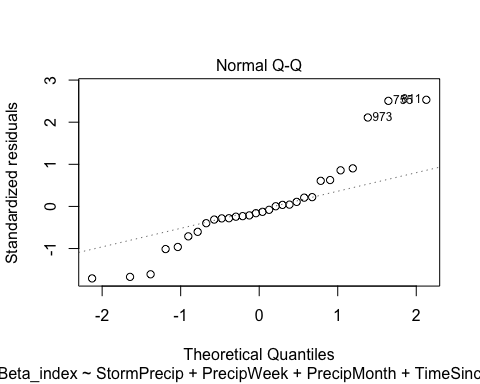 Normal Q-Q
Standardized residuals
3
2
1
0
-1
973
-2
-1
0
1
2
Theoretical Quantiles
Beta_index ~ StormPrecip + PrecipWeek + PrecipMonth + TimeSinc